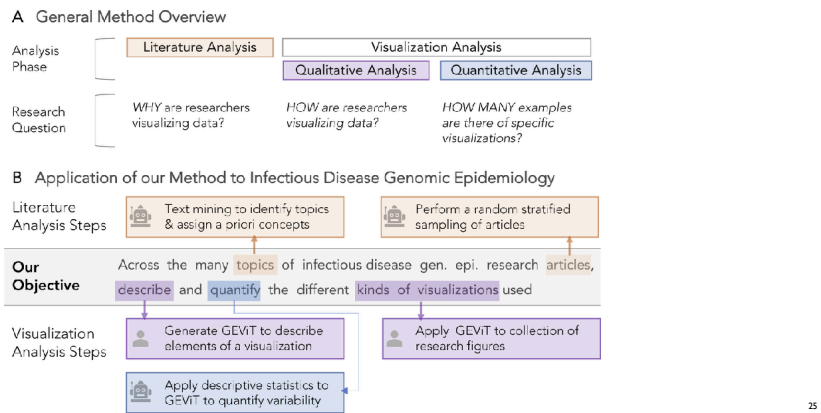 A General Method Overview
Analysis
Phase
Literature Analysis
Visualization Analysis
Qualitative Analysis
Quantitative Analysis
Research
Question
WHY are researchers
visualizing data?
HOW are researchers
visualizing data?
HOW MANY examples
are there of specific
visualizations?
B Application of our Method to Infectious Disease Genomic Epidemiology
Literature
Analysis Steps
Text mining to identify topics
& assign a priori concepts
Perform a random stratified
sampling of articles
Our
Objective
Across the many topics of infectious disease gen. epi. research articles,
describe and quantify the different kinds of visualizations used
Visualization
Analysis Steps
Generate GEViT to describe
elements of a visualization
Apply GEViT to collection of
research figures
Apply descriptive statistics to
GEViT to quantify variability
25